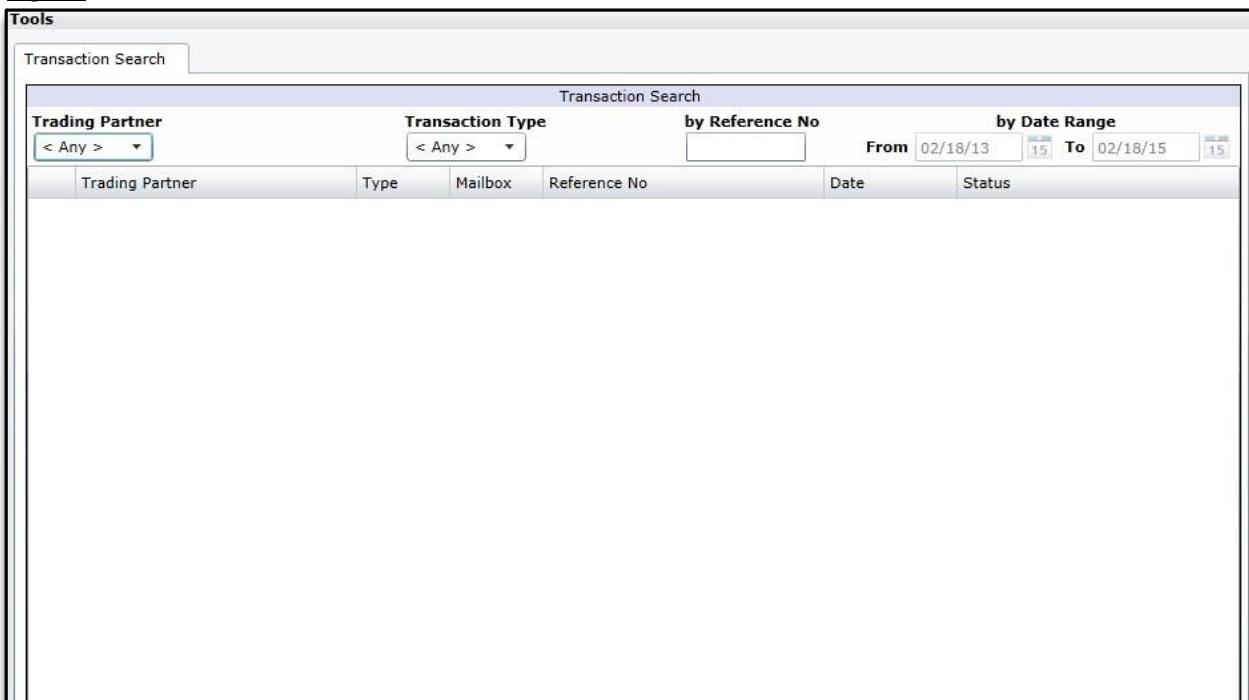 Tools
Transaction Search
Transaction Search
Trading Partner Transaction Type by Reference No by Date Range
< Any > < Any > From 02/18/13 15 To 02/18/15 15
Trading Partner Type Mailbox Reference No Date Status